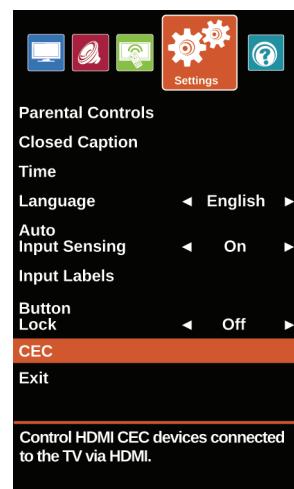 Settings
Parental Controls
Closed Caption
Time
Language ◄ English ►
Auto
Input Sensing ◄ On ►
Input Labels
Button
Lock ◄ Off ►
CEC
Exit
Control HDMI CEC devices connected
to the TV via HDMI.